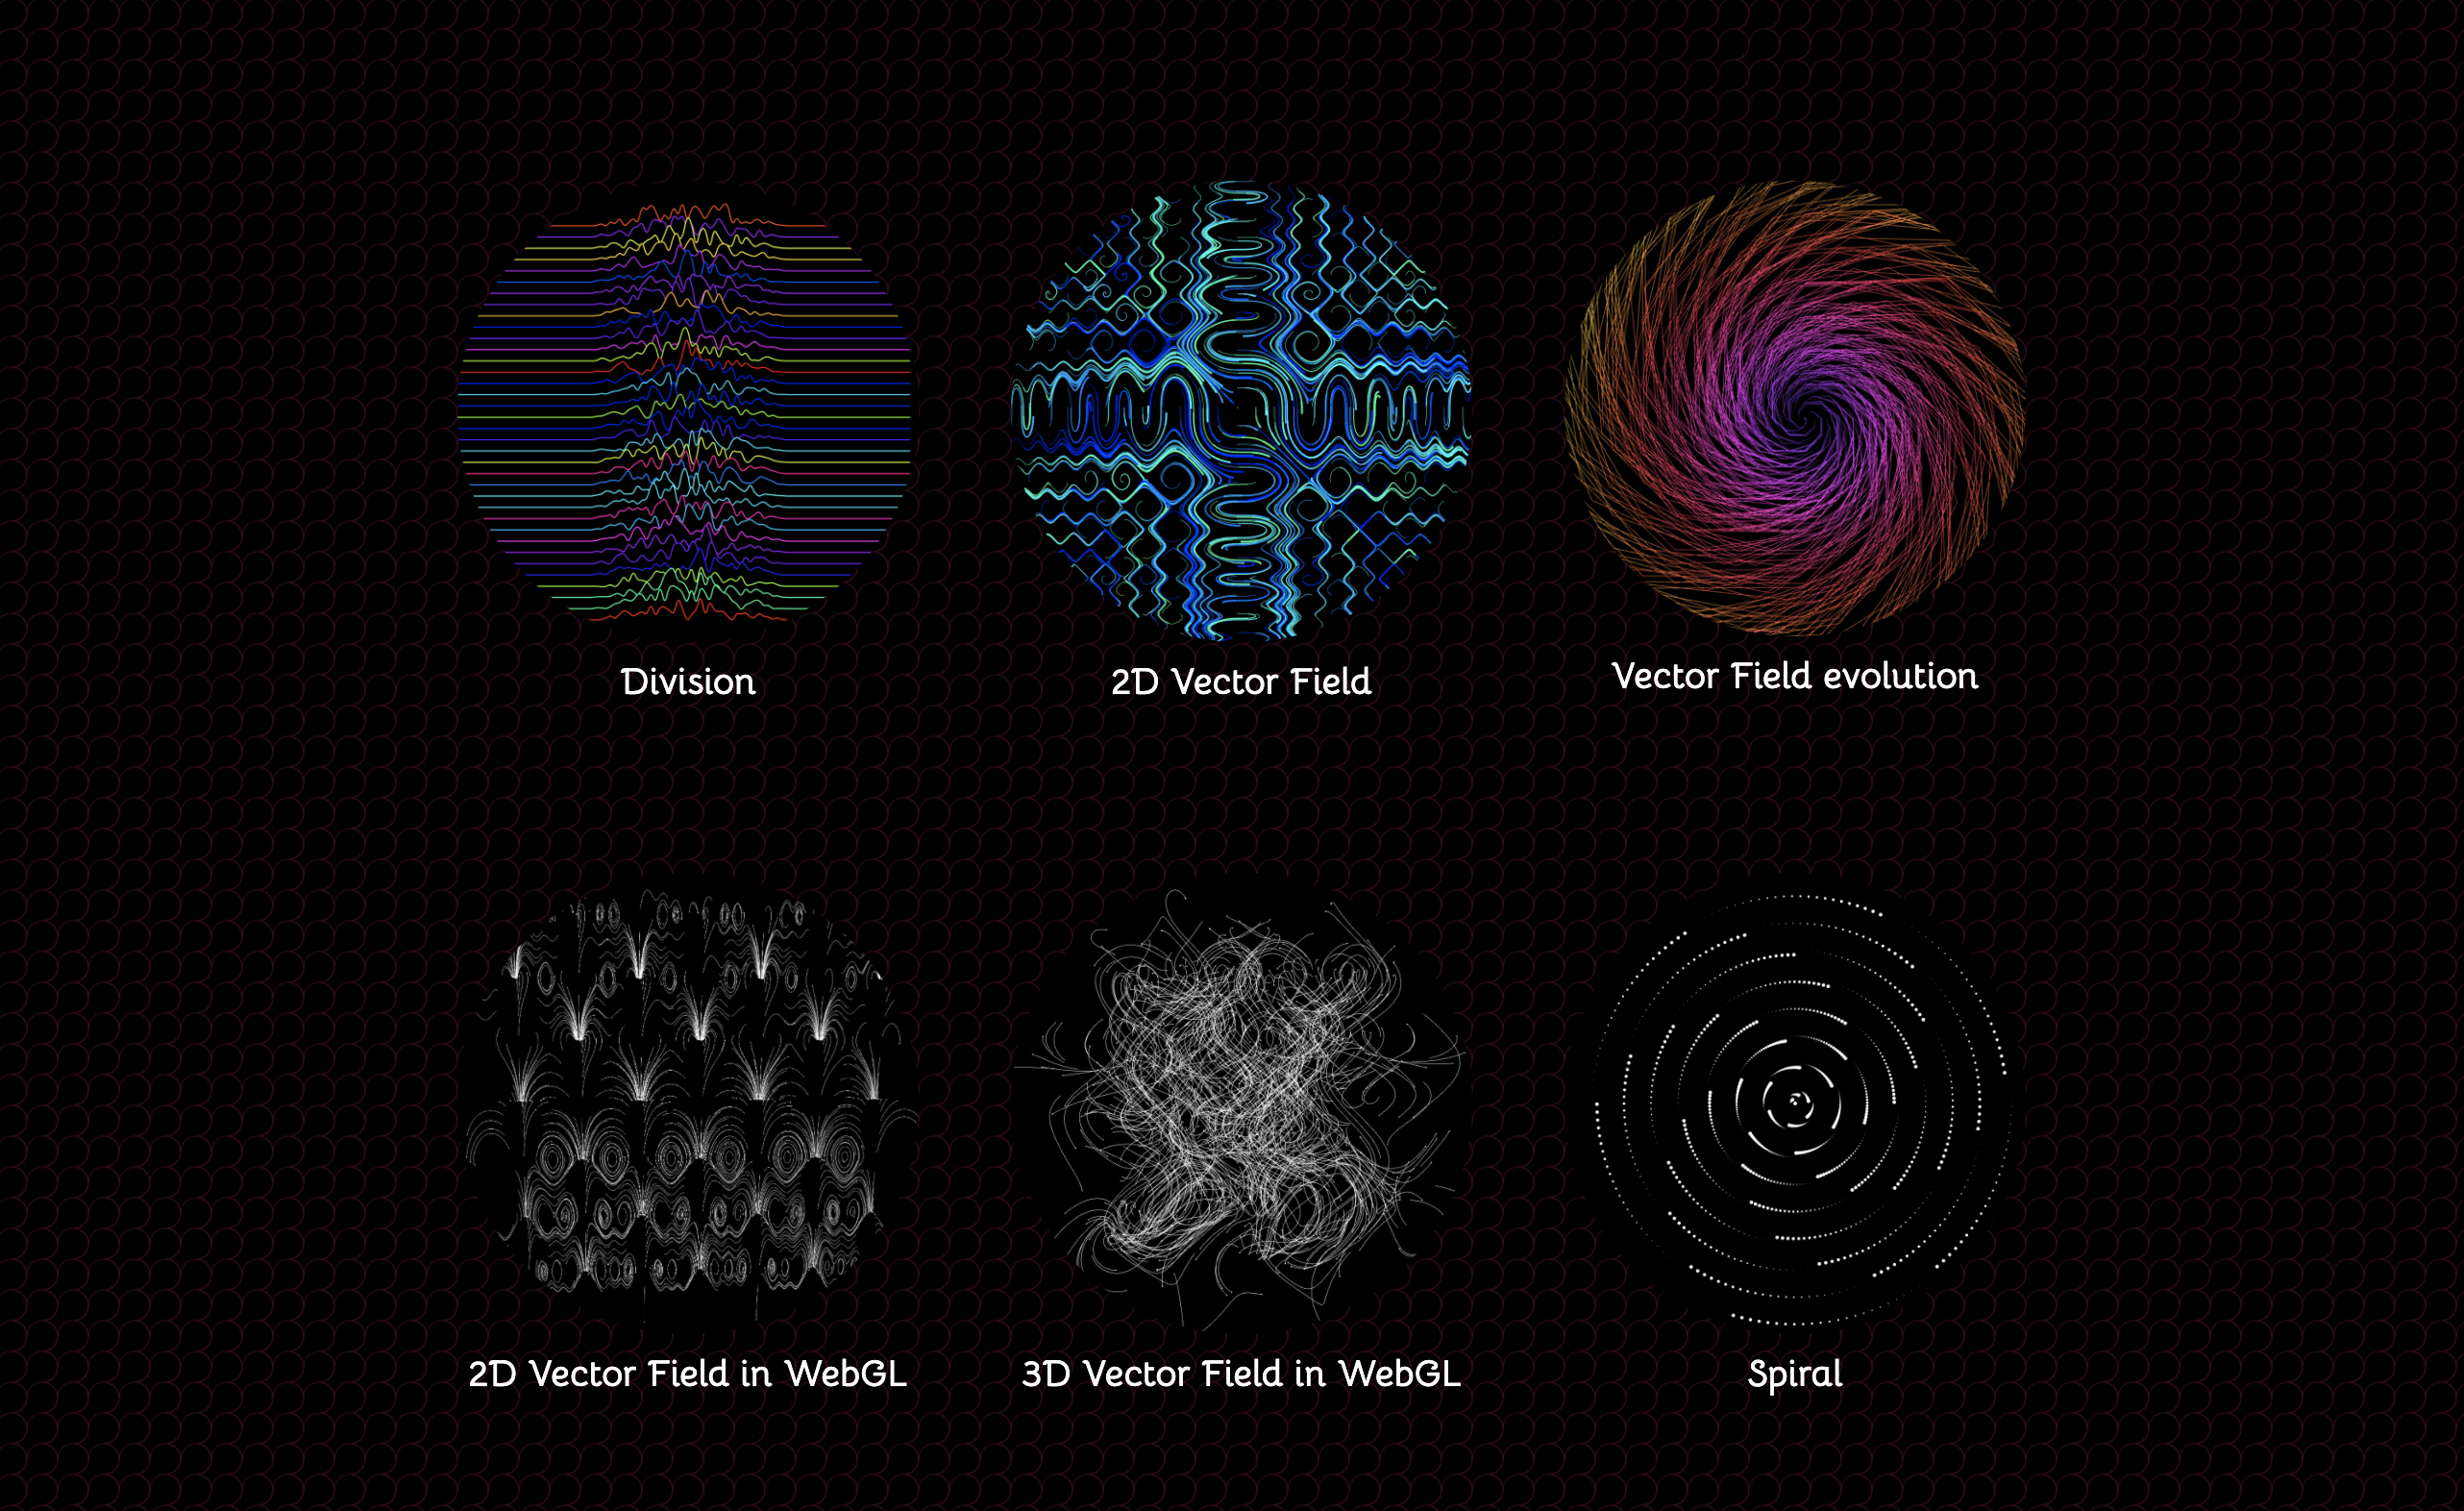 Division
2D Vector Field
Vector Field evolution
2D Vector Field in WebGL
3D Vector Field in WebGL
Spiral